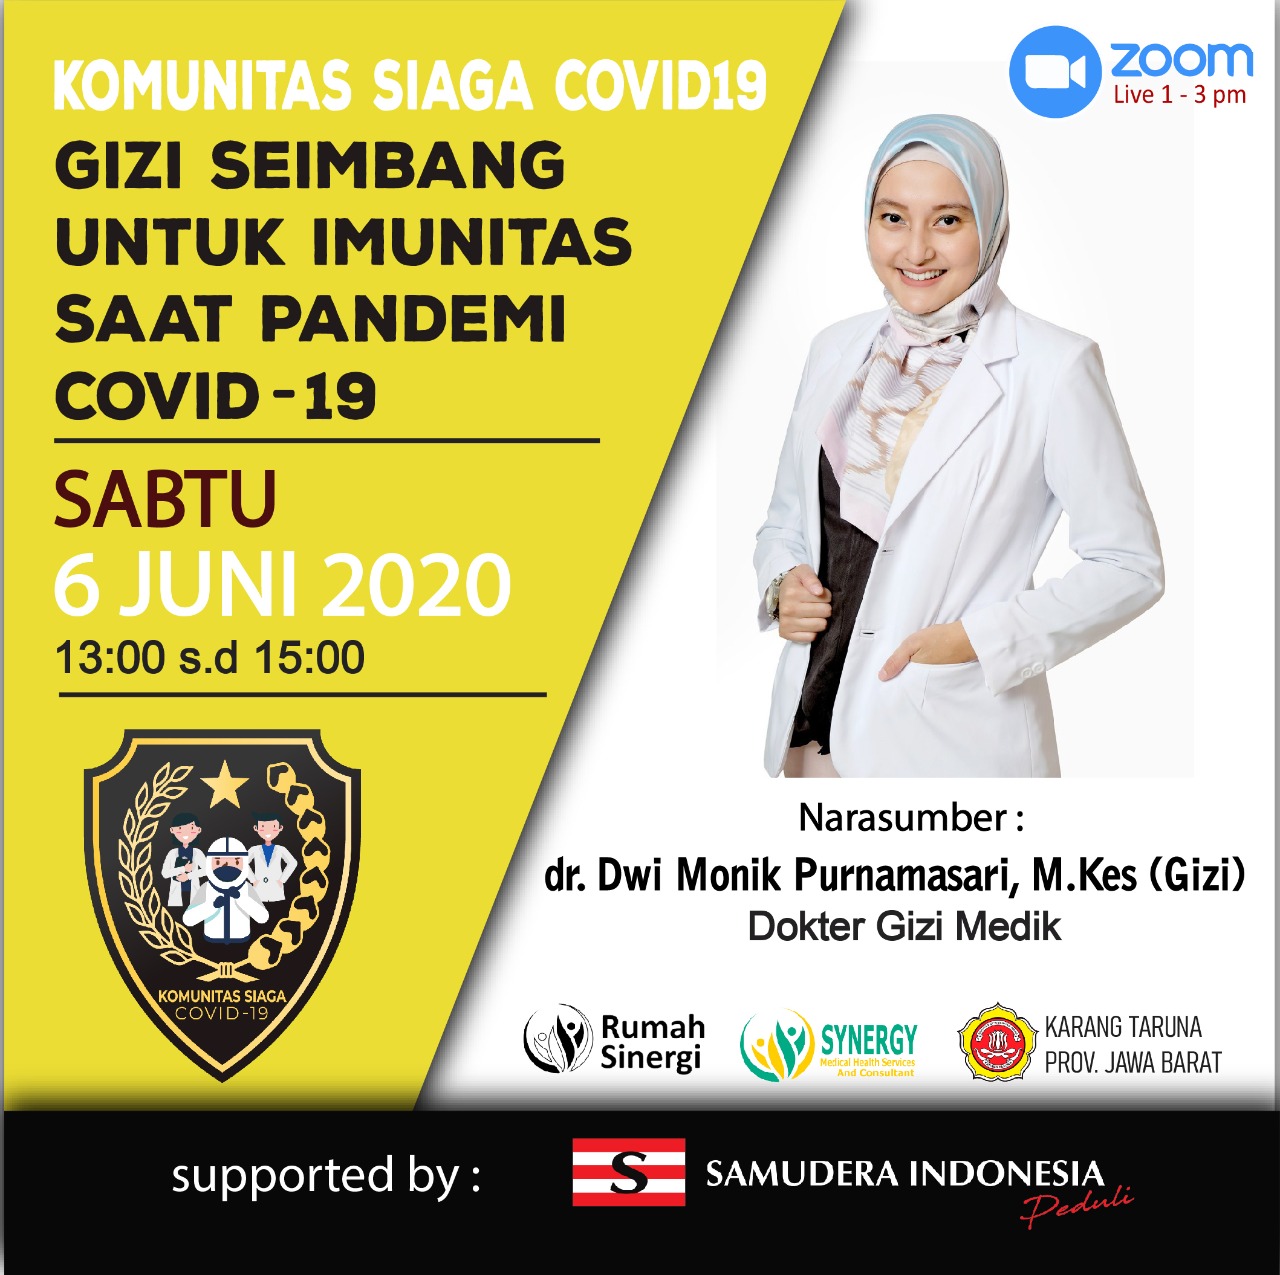 KOMUNITAS SIAGA COVID19
GIZI SEIMBANG
UNTUK IMUNITAS
SAAT PANDEMI
COVID-19
SABTU
6 JUNI 2020
13:00 s.d 15:00
zoom
Live 1 - 3 pm
KOMUNITAS SIAGA
COVID-19
Narasumber :
dr. Dwi Monik Purnamasari, M.Kes (Gizi)
Dokter Gizi Medik
Rumah
Sinergi
SYNERGY
Medical Health Services
And Consultant
KARANG TARUNA
PROV. JAWA BARAT
supported by :
S
SAMUDERA INDONESIA
Peduli